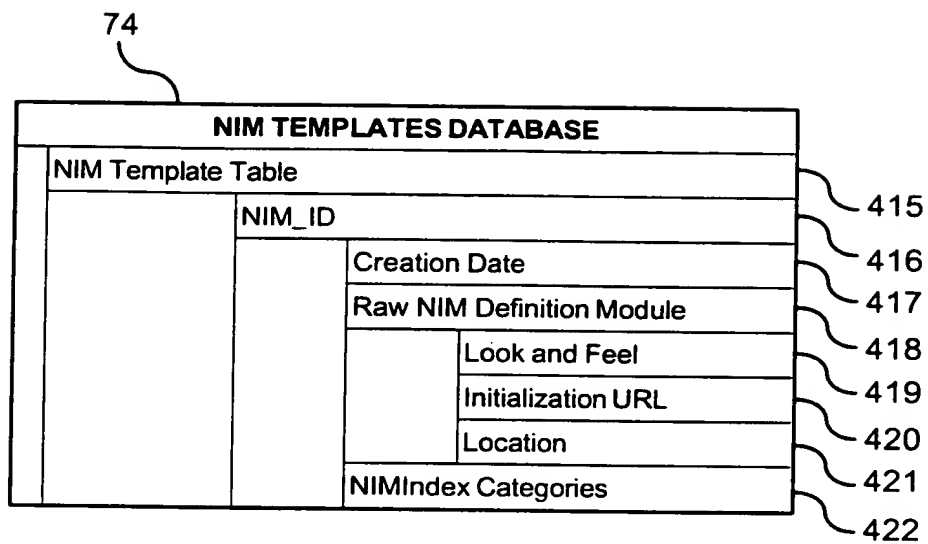 74
NIM TEMPLATES DATABASE
NIM Template Table
415
NIM_ID
416
Creation Date
417
Raw NIM Definition Module
418
Look and Feel
419
Initialization URL
420
Location
421
NIMIndex Categories
422